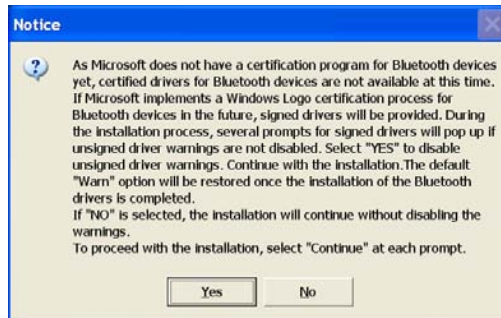 Notice
As Microsoft does not have a certification program for Bluetooth devices
yet, certified drivers for Bluetooth devices are not available at this time.
If Microsoft implements a Windows Logo certification process for
Bluetooth devices in the future, signed drivers will be provided. During
the installation process, several prompts for signed drivers will pop up if
unsigned driver warnings are not disabled. Select "YES" to disable
unsigned driver warnings. Continue with the installation.The default
"Warn" option will be restored once the installation of the Bluetooth
drivers is completed.
If "NO" is selected, the installation will continue without disabling the
warnings.
To proceed with the installation, select "Continue" at each prompt.
Yes No